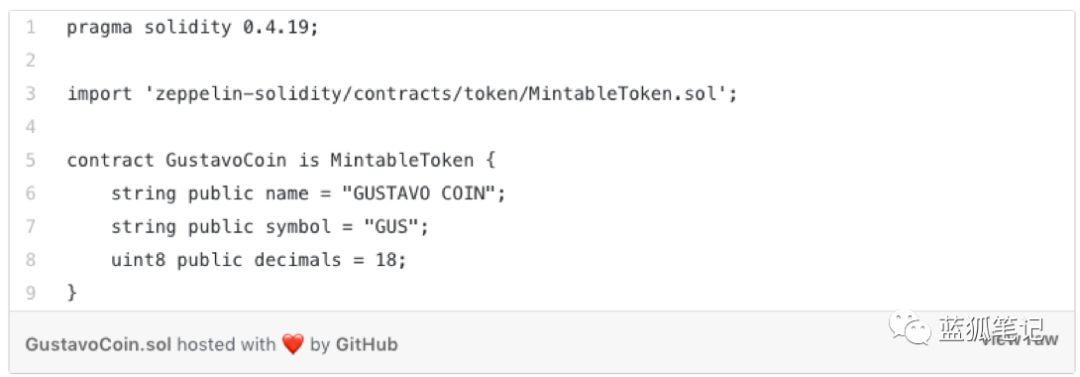 1 pragma solidity 0.4.19;
2
3 import 'zeppelin-solidity/contracts/token/MintableToken.sol';
4
5 contract GustavoCoin is MintableToken {
6 string public name = "GUSTAVO COIN";
7 string public symbol = "GUS";
8 uint8 public decimals = 18;
9 }
GustavoCoin.sol hosted with ❤ by GitHub
view raw
蓝狐笔记